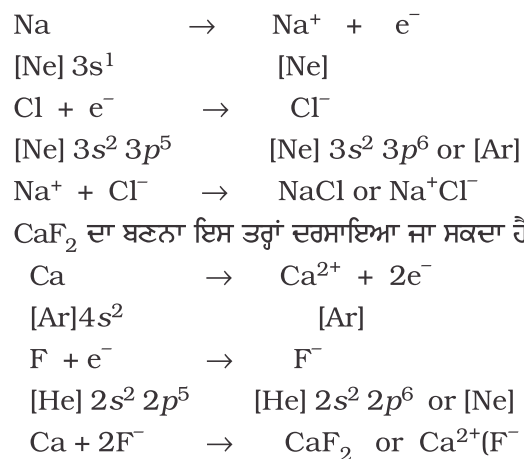 Na → Na⁺ + e⁻
[Ne] 3s¹ [Ne]
Cl + e⁻ → Cl⁻
[Ne] 3s² 3p⁵ [Ne] 3s² 3p⁶ or [Ar]
Na⁺ + Cl⁻ → NaCl or Na⁺Cl⁻
CaF₂ ਦਾ ਬਣਨਾ ਇਸ ਤਰ੍ਹਾਂ ਦਰਸਾਇਆ ਜਾ ਸਕਦਾ ਹੈ
Ca → Ca²⁺ + 2e⁻
[Ar]4s² [Ar]
F + e⁻ → F⁻
[He] 2s² 2p⁵ [He] 2s² 2p⁶ or [Ne]
Ca + 2F⁻ → CaF₂ or Ca²⁺(F⁻